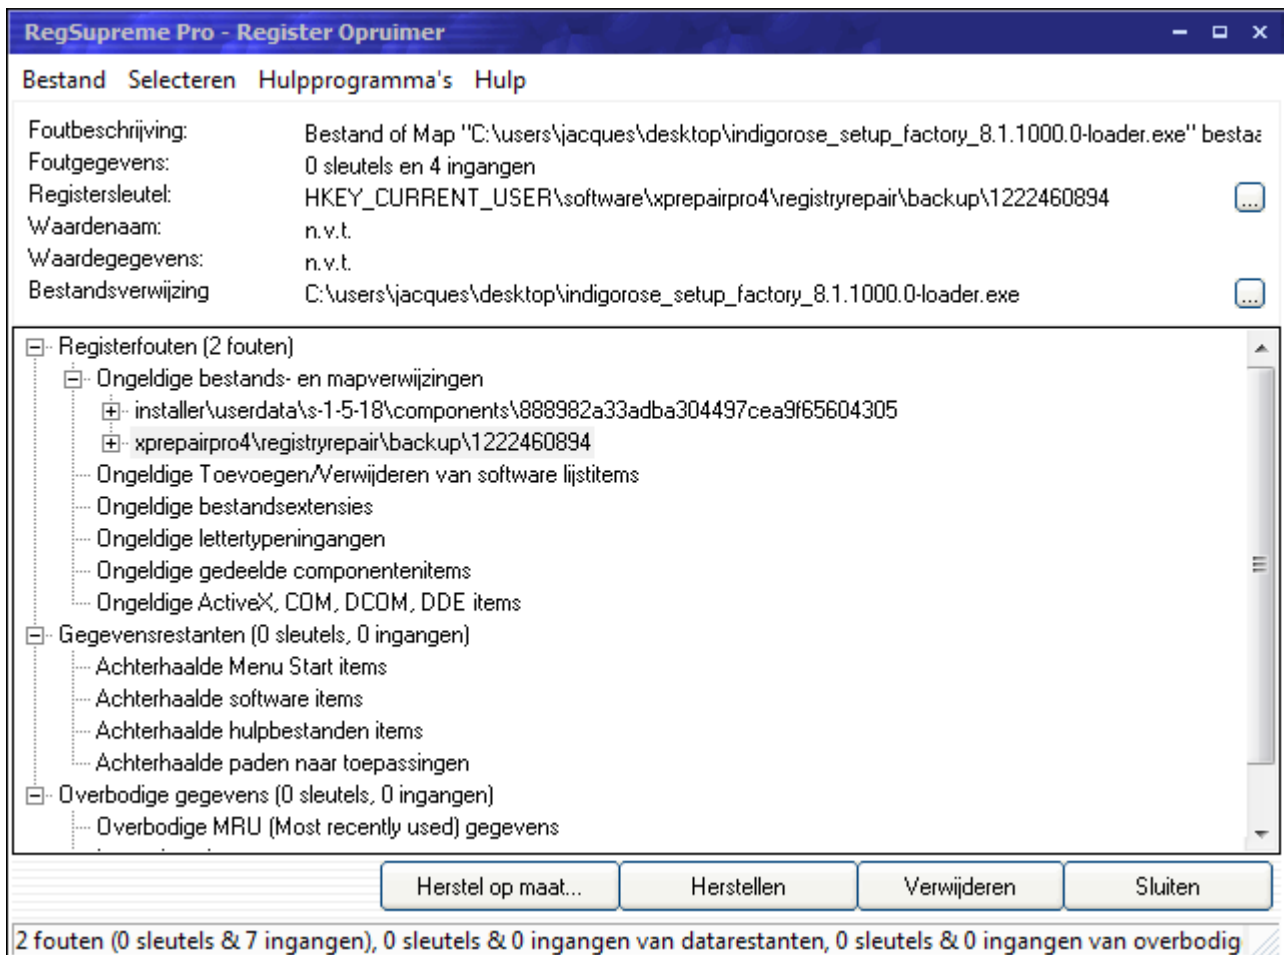 RegSupreme Pro - Register Opruimer
Bestand Selecteren Hulpprogramma's Hulp
Foutbeschrijving: Bestand of Map "C:\users\jacques\desktop\indigorose_setup_factory_8.1.1000.0-loader.exe" bestaa
Foutgegevens: 0 sleutels en 4 ingangen
Registersleutel: HKEY_CURRENT_USER\software\xprepairpro4\registryrepair\backup\1222460894 ...
Waardenaam: n.v.t.
Waardegegevens: n.v.t.
Bestandsverwijzing C:\users\jacques\desktop\indigorose_setup_factory_8.1.1000.0-loader.exe ...
Registerfouten (2 fouten)
Ongeldige bestands- en mapverwijzingen
installer\userdata\s-1-5-18\components\888982a33adba304497cea9f65604305
xprepairpro4\registryrepair\backup\1222460894
Ongeldige Toevoegen/Verwijderen van software lijstitems
Ongeldige bestandsextensies
Ongeldige lettertypeningangen
Ongeldige gedeelde componentenitems
Ongeldige ActiveX, COM, DCOM, DDE items
Gegevensrestanten (0 sleutels, 0 ingangen)
Achterhaalde Menu Start items
Achterhaalde software items
Achterhaalde hulpbestanden items
Achterhaalde paden naar toepassingen
Overbodige gegevens (0 sleutels, 0 ingangen)
Overbodige MRU (Most recently used) gegevens
Herstel op maat... Herstellen Verwijderen Sluiten
2 fouten (0 sleutels & 7 ingangen), 0 sleutels & 0 ingangen van datarestanten, 0 sleutels & 0 ingangen van overbodig